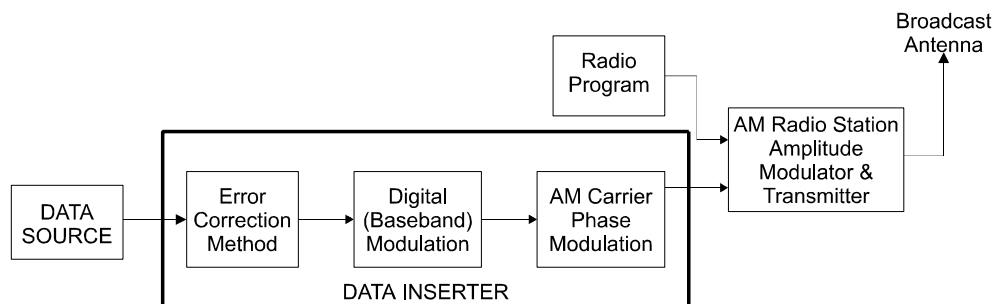 Broadcast
Antenna
Radio
Program
AM Radio Station
Amplitude
Modulator &
Transmitter
DATA
SOURCE
Error
Correction
Method
Digital
(Baseband)
Modulation
AM Carrier
Phase
Modulation
DATA INSERTER